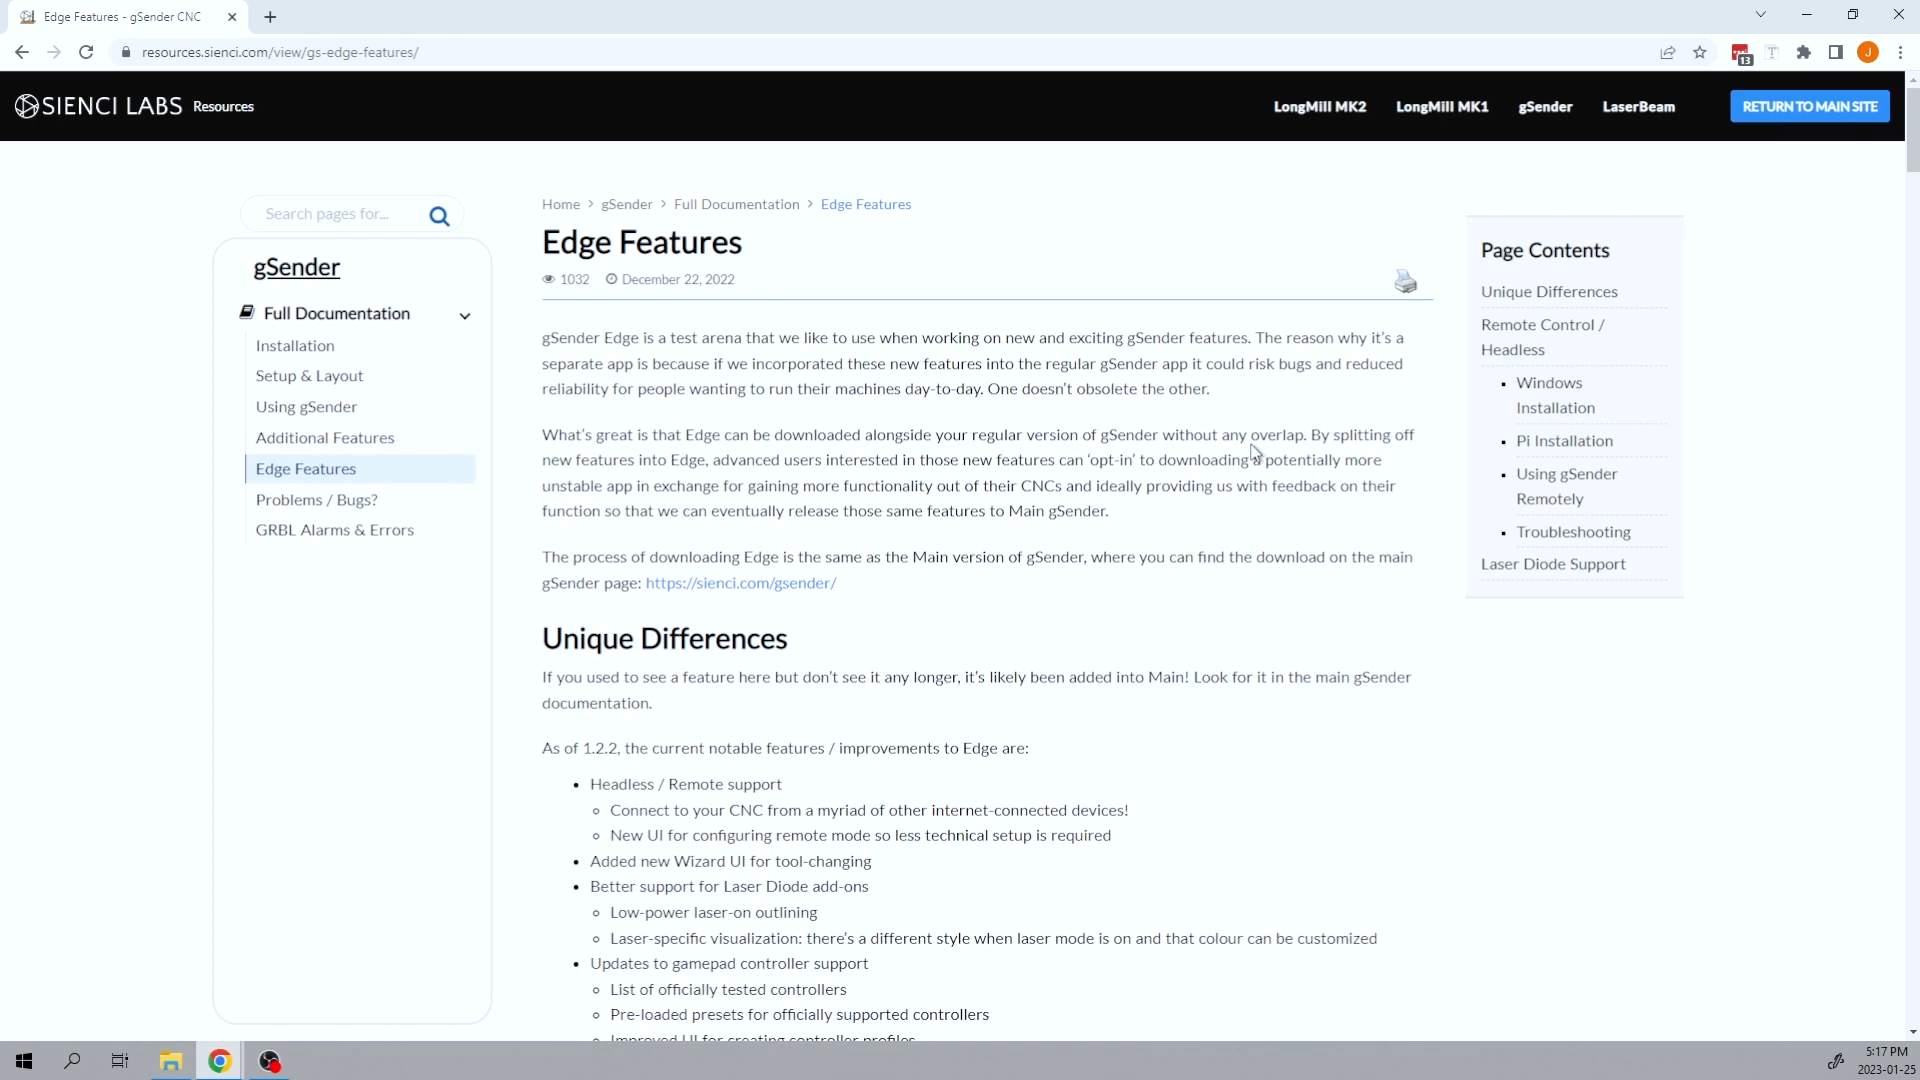 Edge Features - gSender CNC
resources.sienci.com/view/gs-edge-features/
13
T
J
SIENCI LABS Resources
LongMill MK2
LongMill MK1
gSender
LaserBeam
RETURN TO MAIN SITE
Search pages for...
gSender
Full Documentation
Installation
Setup & Layout
Using gSender
Additional Features
Edge Features
Problems / Bugs?
GRBL Alarms & Errors
Home > gSender > Full Documentation > Edge Features
Edge Features
1032 December 22, 2022
gSender Edge is a test arena that we like to use when working on new and exciting gSender features. The reason why it's a
separate app is because if we incorporated these new features into the regular gSender app it could risk bugs and reduced
reliability for people wanting to run their machines day-to-day. One doesn't obsolete the other.
What's great is that Edge can be downloaded alongside your regular version of gSender without any overlap. By splitting off
new features into Edge, advanced users interested in those new features can 'opt-in' to downloading a potentially more
unstable app in exchange for gaining more functionality out of their CNCs and ideally providing us with feedback on their
function so that we can eventually release those same features to Main gSender.
The process of downloading Edge is the same as the Main version of gSender, where you can find the download on the main
gSender page: https://sienci.com/gsender/
Unique Differences
If you used to see a feature here but don't see it any longer, it's likely been added into Main! Look for it in the main gSender
documentation.
As of 1.2.2, the current notable features / improvements to Edge are:
Headless / Remote support
Connect to your CNC from a myriad of other internet-connected devices!
New UI for configuring remote mode so less technical setup is required
Added new Wizard UI for tool-changing
Better support for Laser Diode add-ons
Low-power laser-on outlining
Laser-specific visualization: there's a different style when laser mode is on and that colour can be customized
Updates to gamepad controller support
List of officially tested controllers
Pre-loaded presets for officially supported controllers
Improved UI for creating controller profiles
Page Contents
Unique Differences
Remote Control /
Headless
Windows
Installation
Pi Installation
Using gSender
Remotely
Troubleshooting
Laser Diode Support
5:17 PM
2023-01-25